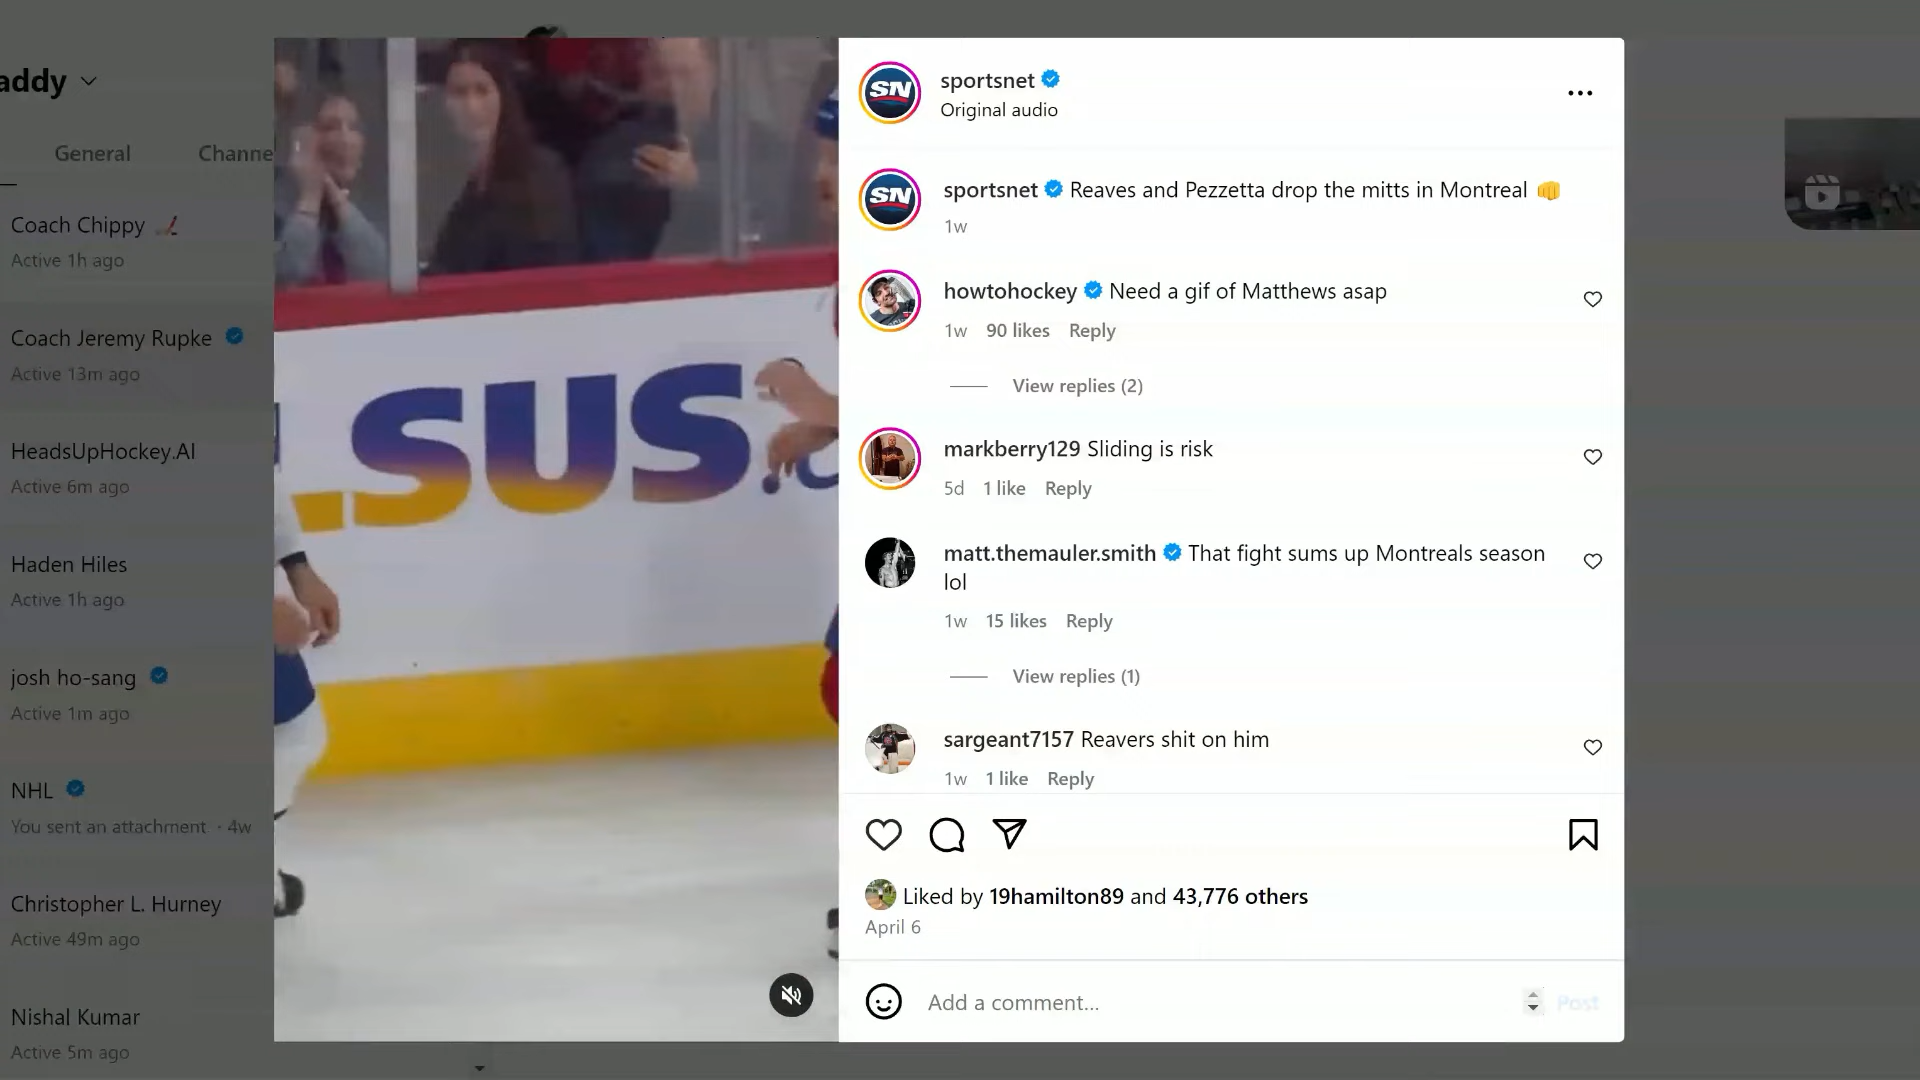 addy
General
Channe
Coach Chippy
Active 1h ago
Coach Jeremy Rupke
Active 13m ago
HeadsUpHockey.AI
Active 6m ago
Haden Hiles
Active 1h ago
josh ho-sang
Active 1m ago
NHL
You sent an attachment · 4w
Christopher L. Hurney
Active 49m ago
Nishal Kumar
Active 5m ago
SUS.
SN
sportsnet
Original audio
SN
sportsnet Reaves and Pezzetta drop the mitts in Montreal 👊
1w
howtohockey Need a gif of Matthews asap
1w 90 likes Reply
View replies (2)
markberry129 Sliding is risk
5d 1 like Reply
matt.themauler.smith That fight sums up Montreals season
lol
1w 15 likes Reply
View replies (1)
sargeant7157 Reavers shit on him
1w 1 like Reply
Liked by 19hamilton89 and 43,776 others
April 6
Add a comment...
Post